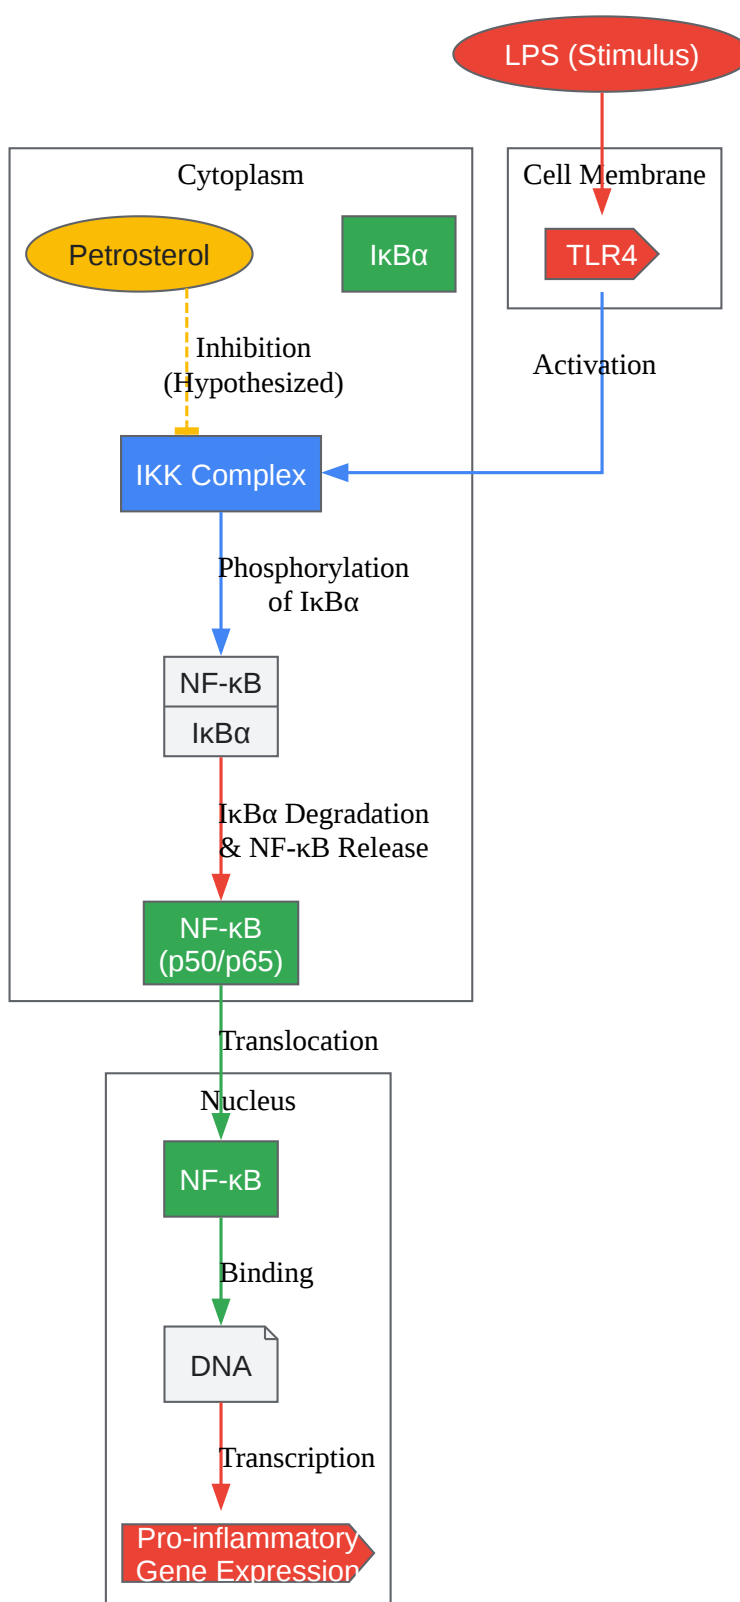 LPS (Stimulus)
Cytoplasm
Cell Membrane
Petrosterol
IκBα
TLR4
Inhibition
(Hypothesized)
Activation
IKK Complex
Phosphorylation
of IκBα
NF-κB
IκBα
IκBα Degradation
& NF-κB Release
NF-κB
(p50/p65)
Translocation
Nucleus
NF-κB
Binding
DNA
Transcription
Pro-inflammatory
Gene Expression